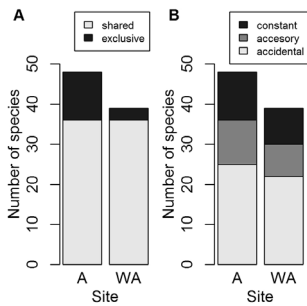 A
shared
exclusive
Number of species
0
10
20
30
40
50
A
WA
Site
B
constant
accesory
accidental
Number of species
0
10
20
30
40
50
A
WA
Site